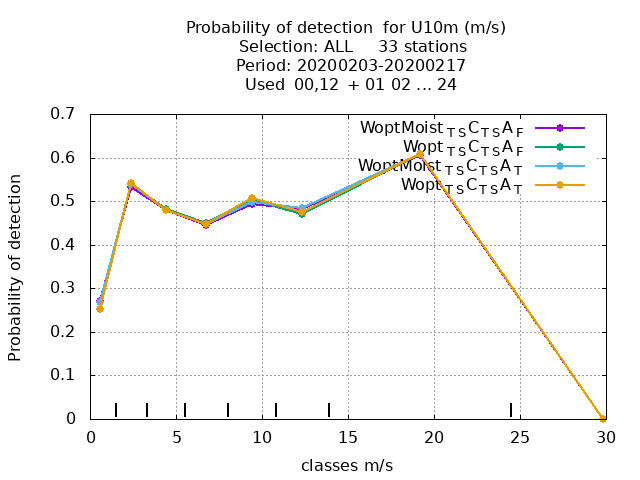 Probability of detection for U10m (m/s)
Selection: ALL 33 stations
Period: 20200203-20200217
Used 00,12 + 01 02 ... 24
WoptMoist TS C TS A F
Wopt TS C TS A F
WoptMoist TS C TS A T
Wopt TS C TS A T
Probability of detection
0.7
0.6
0.5
0.4
0.3
0.2
0.1
0
0 5 10 15 20 25 30
classes m/s